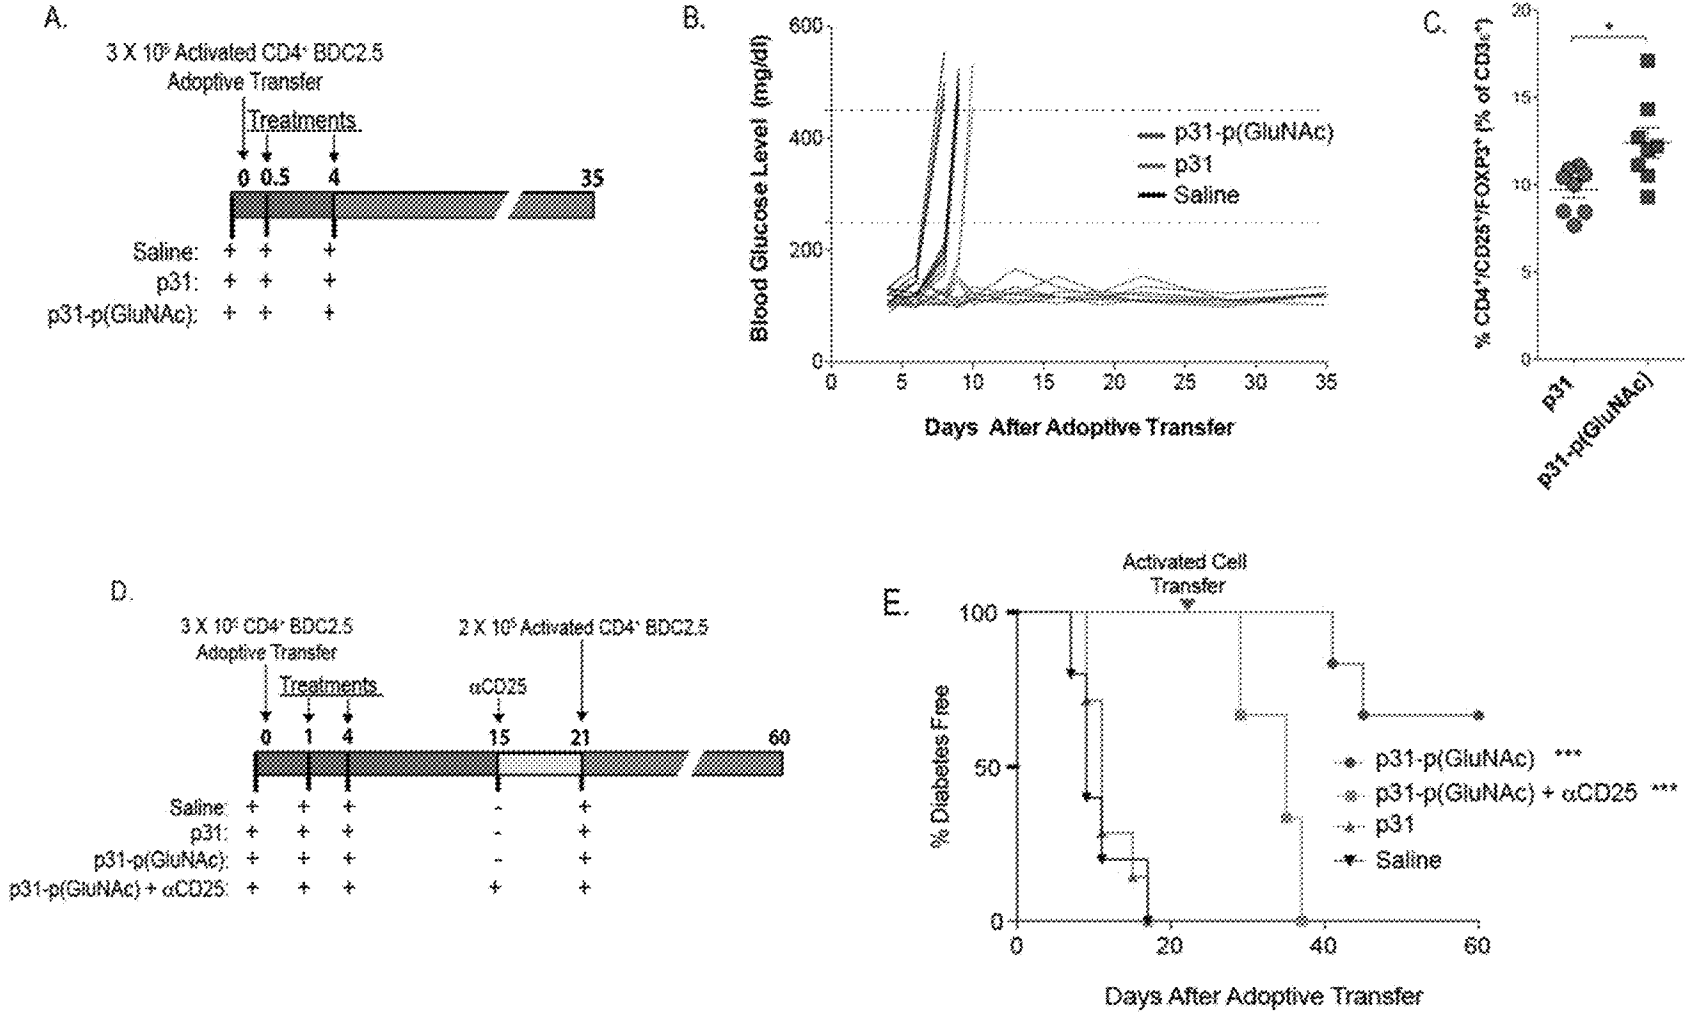 A.
3 X 10⁶ Activated CD4⁺ BDC2.5
Adoptive Transfer
Treatments
0 0.5 4 35
Saline: + + +
p31: + + +
p31-p(GluNAc): + + +
B.
Blood Glucose Level (mg/dl)
600
400
200
0
0 5 10 15 20 25 30 35
Days After Adoptive Transfer
p31-p(GluNAc)
p31
Saline
C.
% CD4⁺/CD25⁺/FOXP3⁺ (% of CD3ε⁺)
20
15
10
5
0
*
p31
p31-p(GluNAc)
D.
3 X 10⁵ CD4⁺ BDC2.5
Adoptive Transfer
2 X 10⁵ Activated CD4⁺ BDC2.5
Treatments
αCD25
0 1 4 15 21 60
Saline: + + + - +
p31: + + + - +
p31-p(GluNAc): + + + - +
p31-p(GluNAc) + αCD25: + + + + +
E.
Activated Cell
Transfer
% Diabetes Free
100
50
0
0 20 40 60
Days After Adoptive Transfer
p31-p(GluNAc) ***
p31-p(GluNAc) + αCD25 ***
p31
Saline